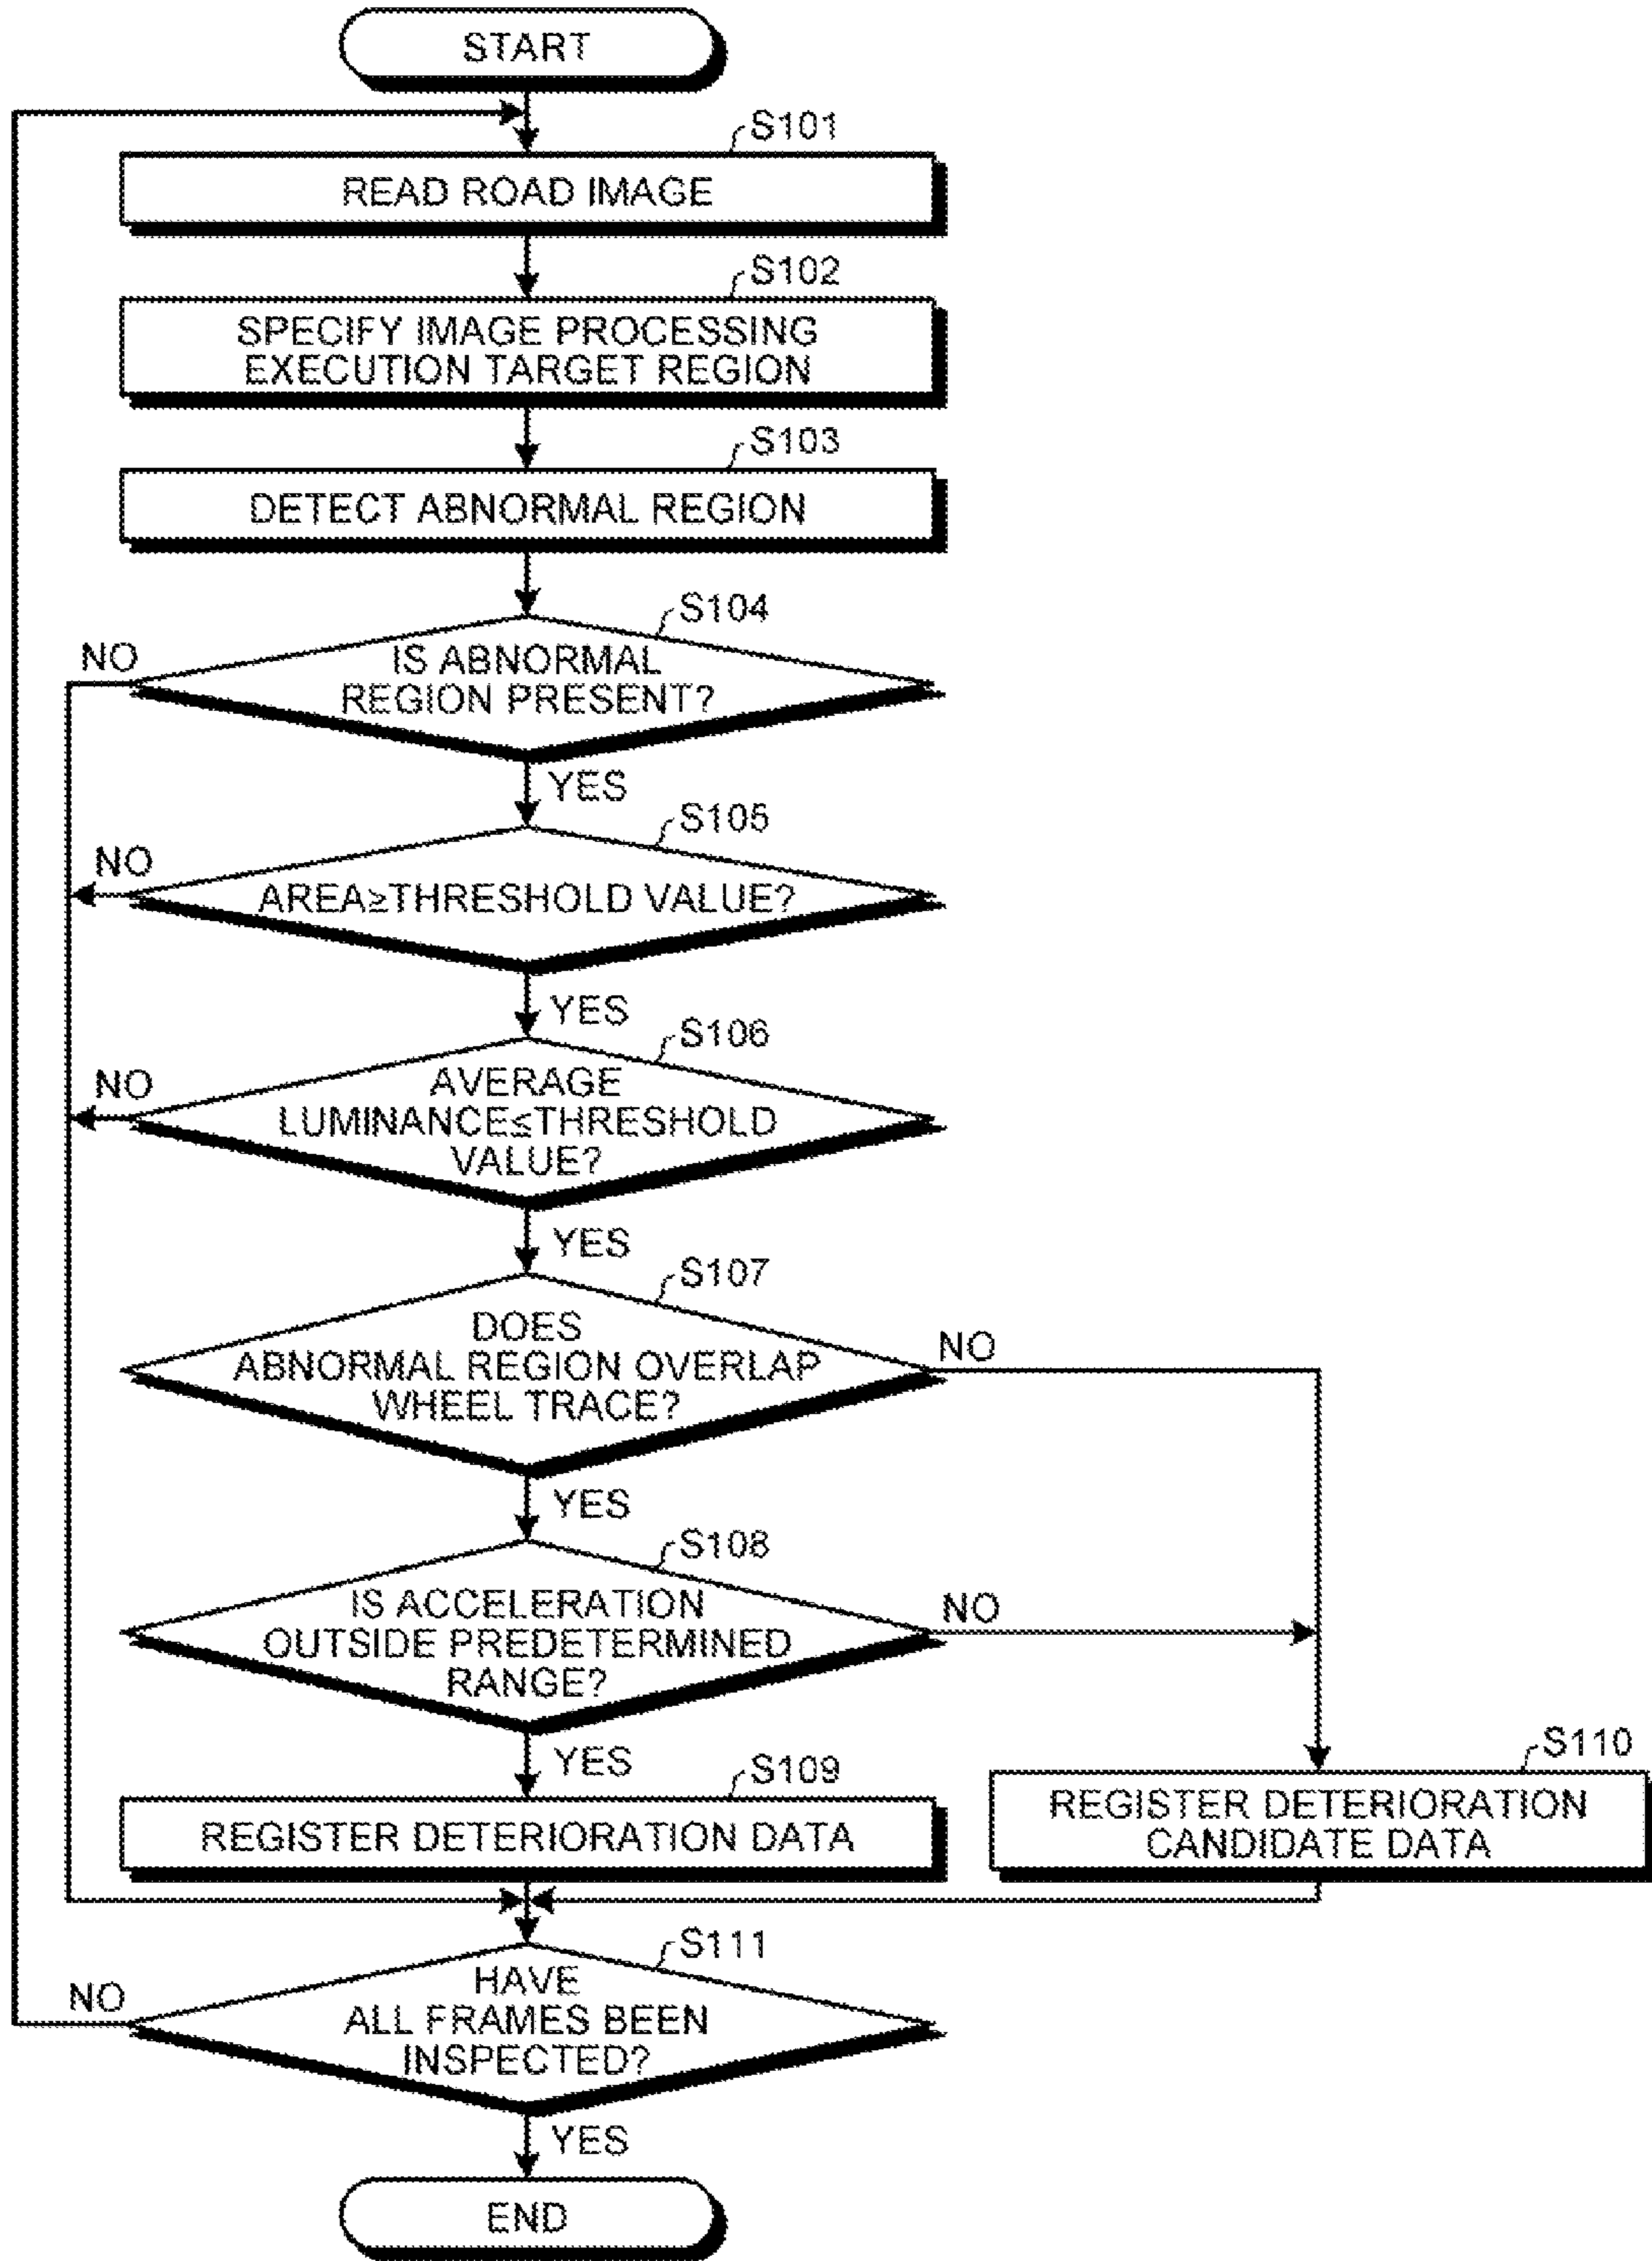 START
S101
READ ROAD IMAGE
S102
SPECIFY IMAGE PROCESSING
EXECUTION TARGET REGION
S103
DETECT ABNORMAL REGION
S104
NO
IS ABNORMAL
REGION PRESENT?
YES
S105
NO
AREA≥THRESHOLD VALUE?
YES
S106
NO
AVERAGE
LUMINANCE≤THRESHOLD
VALUE?
YES
S107
DOES
ABNORMAL REGION OVERLAP
WHEEL TRACE?
NO
YES
S108
IS ACCELERATION
OUTSIDE PREDETERMINED
RANGE?
NO
YES
S109
REGISTER DETERIORATION DATA
S110
REGISTER DETERIORATION
CANDIDATE DATA
S111
NO
HAVE
ALL FRAMES BEEN
INSPECTED?
YES
END